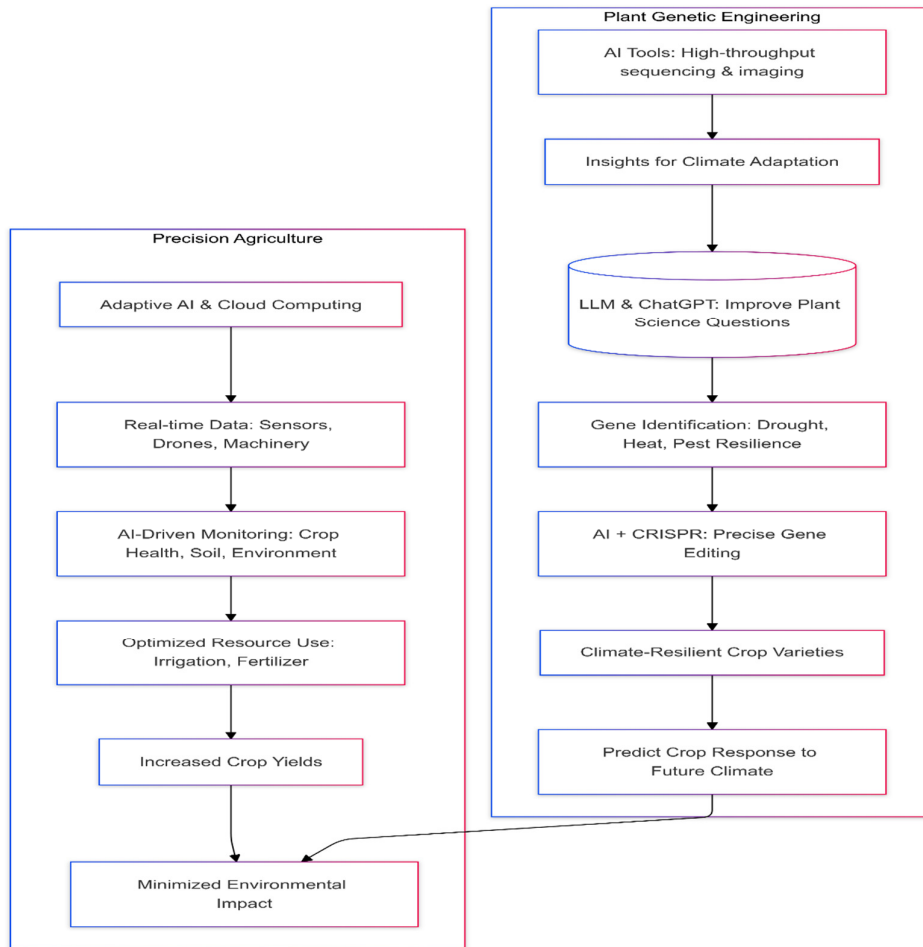 Plant Genetic Engineering
AI Tools: High-throughput
sequencing & imaging
Insights for Climate Adaptation
LLM & ChatGPT: Improve Plant
Science Questions
Gene Identification: Drought,
Heat, Pest Resilience
AI + CRISPR: Precise Gene
Editing
Climate-Resilient Crop Varieties
Predict Crop Response to
Future Climate
Precision Agriculture
Adaptive AI & Cloud Computing
Real-time Data: Sensors,
Drones, Machinery
AI-Driven Monitoring: Crop
Health, Soil, Environment
Optimized Resource Use:
Irrigation, Fertilizer
Increased Crop Yields
Minimized Environmental
Impact